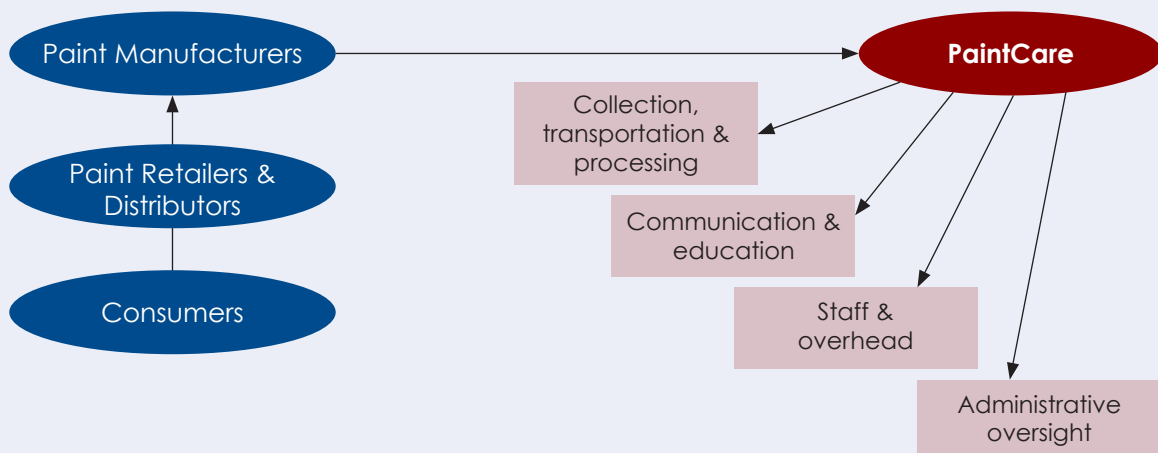 Paint Manufacturers
PaintCare
Collection,
transportation &
processing
Paint Retailers &
Distributors
Communication &
education
Consumers
Staff &
overhead
Administrative
oversight